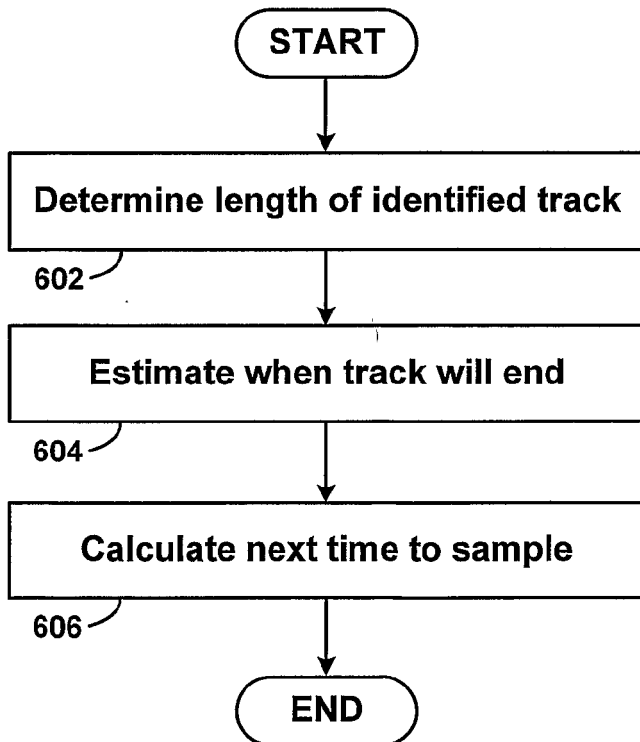 START
Determine length of identified track
602
Estimate when track will end
604
Calculate next time to sample
606
END